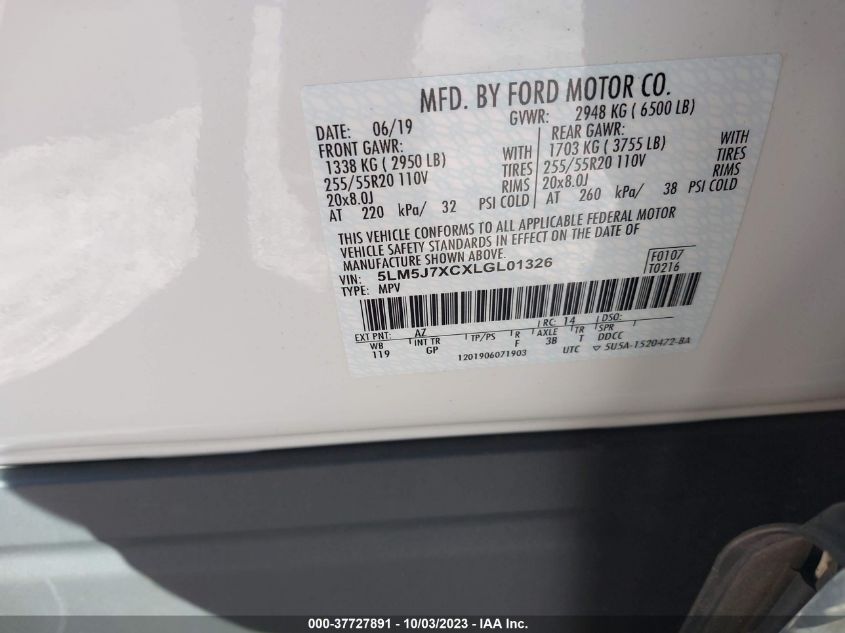 MFD. BY FORD MOTOR CO.
DATE: 06/19 GVWR: 2948 KG ( 6500 LB)
FRONT GAWR: REAR GAWR:
1338 KG ( 2950 LB) WITH 1703 KG ( 3755 LB) WITH
255/55R20 110V TIRES 255/55R20 110V TIRES
20x8.0J RIMS 20x8.0J RIMS
AT 220 kPa/ 32 PSI COLD AT 260 kPa/ 38 PSI COLD
THIS VEHICLE CONFORMS TO ALL APPLICABLE FEDERAL MOTOR
VEHICLE SAFETY STANDARDS IN EFFECT ON THE DATE OF
MANUFACTURE SHOWN ABOVE.
VIN: 5LM5J7XCXLGL01326 F0107
TYPE: MPV T0216
EXT PNT: AZ RC: 14 DSO:
WB INT TR TP/PS R AXLE TR SPR
119 GP F 3B T DDCC
1201906071903 UTC ▽ 5U5A-1520472-BA
000-37727891 - 10/03/2023 - IAA Inc.